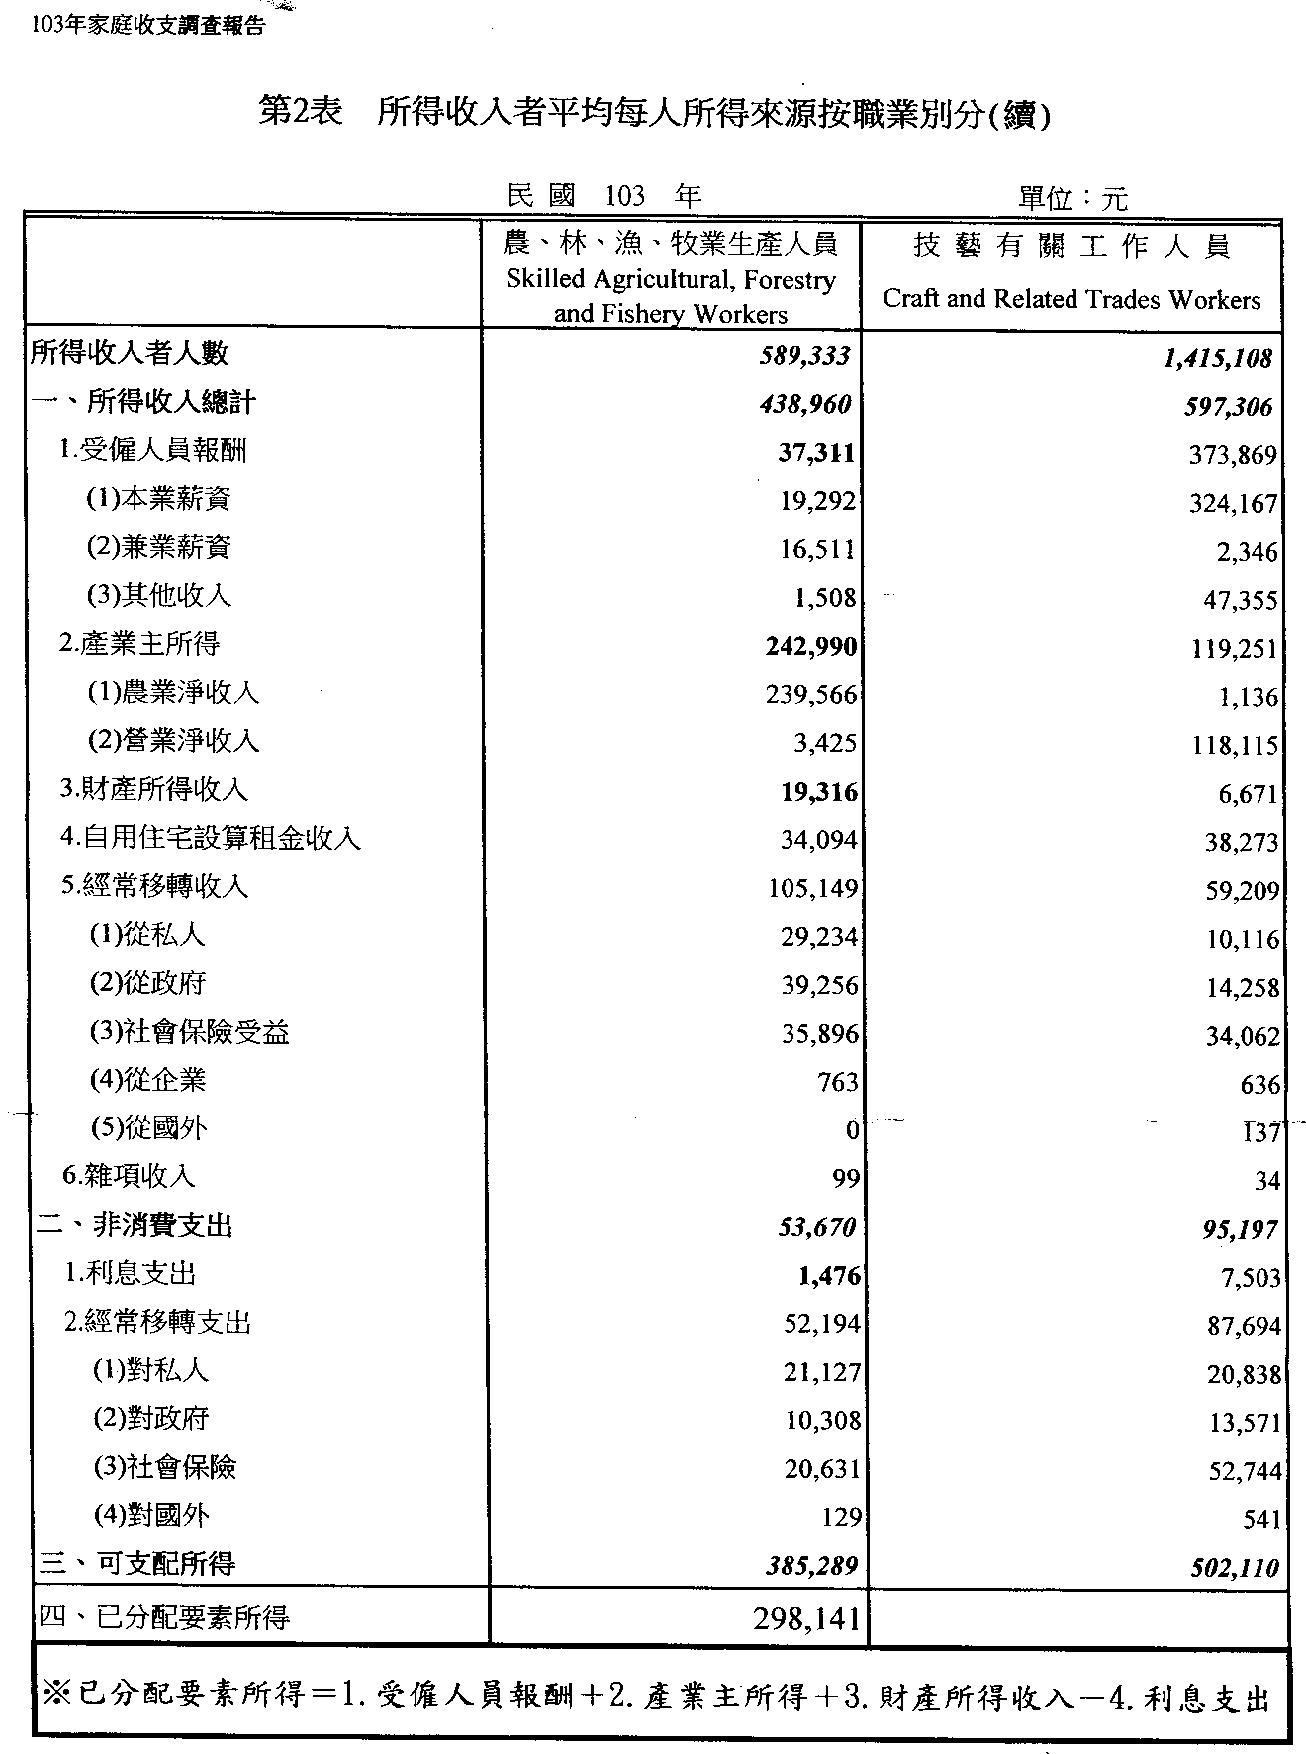 103年家庭收支調查報告
第2表 所得收入者平均每人所得來源按職業別分(續)
民國 103 年 單位：元
農、林、漁、牧業生產人員 技藝有關工作人員
Skilled Agricultural, Forestry
and Fishery Workers Craft and Related Trades Workers
所得收入者人數 589,333 1,415,108
一、所得收入總計 438,960 597,306
1.受僱人員報酬 37,311 373,869
(1)本業薪資 19,292 324,167
(2)兼業薪資 16,511 2,346
(3)其他收入 1,508 47,355
2.產業主所得 242,990 119,251
(1)農業淨收入 239,566 1,136
(2)營業淨收入 3,425 118,115
3.財產所得收入 19,316 6,671
4.自用住宅設算租金收入 34,094 38,273
5.經常移轉收入 105,149 59,209
(1)從私人 29,234 10,116
(2)從政府 39,256 14,258
(3)社會保險受益 35,896 34,062
(4)從企業 763 636
(5)從國外 0 137
6.雜項收入 99 34
二、非消費支出 53,670 95,197
1.利息支出 1,476 7,503
2.經常移轉支出 52,194 87,694
(1)對私人 21,127 20,838
(2)對政府 10,308 13,571
(3)社會保險 20,631 52,744
(4)對國外 129 541
三、可支配所得 385,289 502,110
四、已分配要素所得 298,141
※已分配要素所得＝1.受僱人員報酬＋2.產業主所得＋3.財產所得收入－4.利息支出